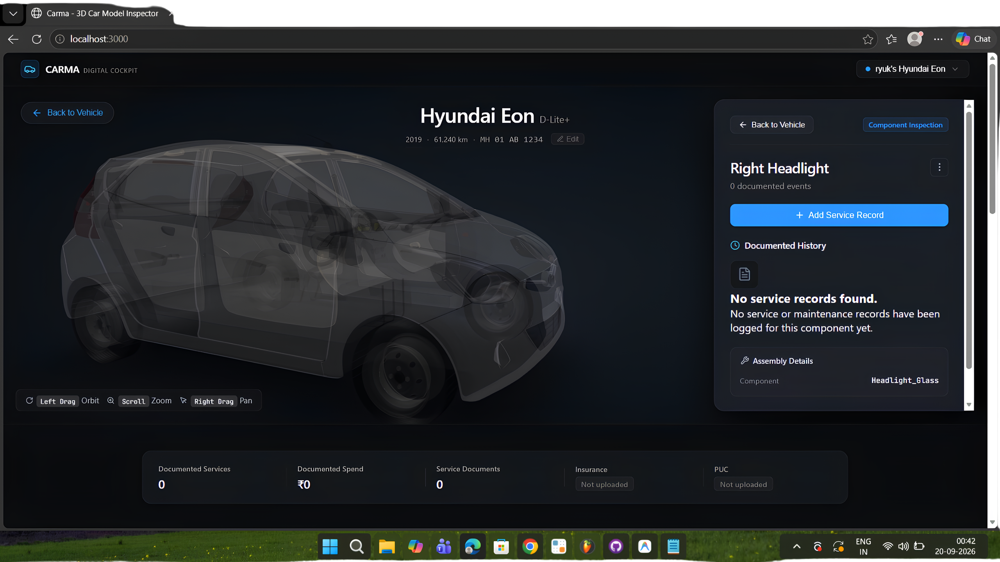 Carma - 3D Car Model Inspector
localhost:3000
Chat
CARMA DIGITAL COCKPIT
ryuk's Hyundai Eon
Back to Vehicle
Hyundai Eon D-Lite+
2019 · 61,240 km · MH 01 AB 1234 Edit
Back to Vehicle
Component Inspection
Right Headlight
0 documented events
+ Add Service Record
Documented History
No service records found.
No service or maintenance records have been
logged for this component yet.
Assembly Details
Component Headlight_Glass
Left Drag Orbit Scroll Zoom Right Drag Pan
Documented Services
0
Documented Spend
₹0
Service Documents
0
Insurance
Not uploaded
PUC
Not uploaded
ENG
IN
00:42
20-09-2026